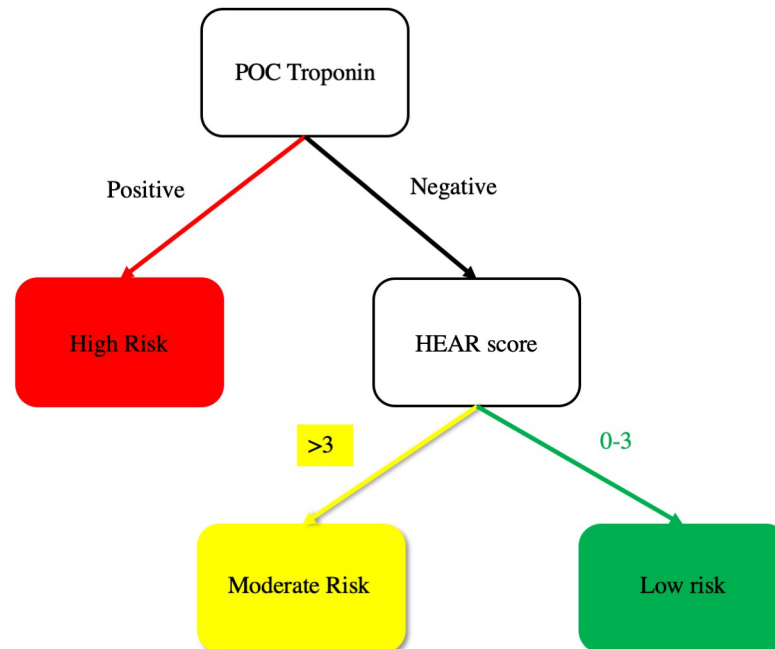 POC Troponin
Positive
Negative
High Risk
HEAR score
>3
0-3
Moderate Risk
Low risk